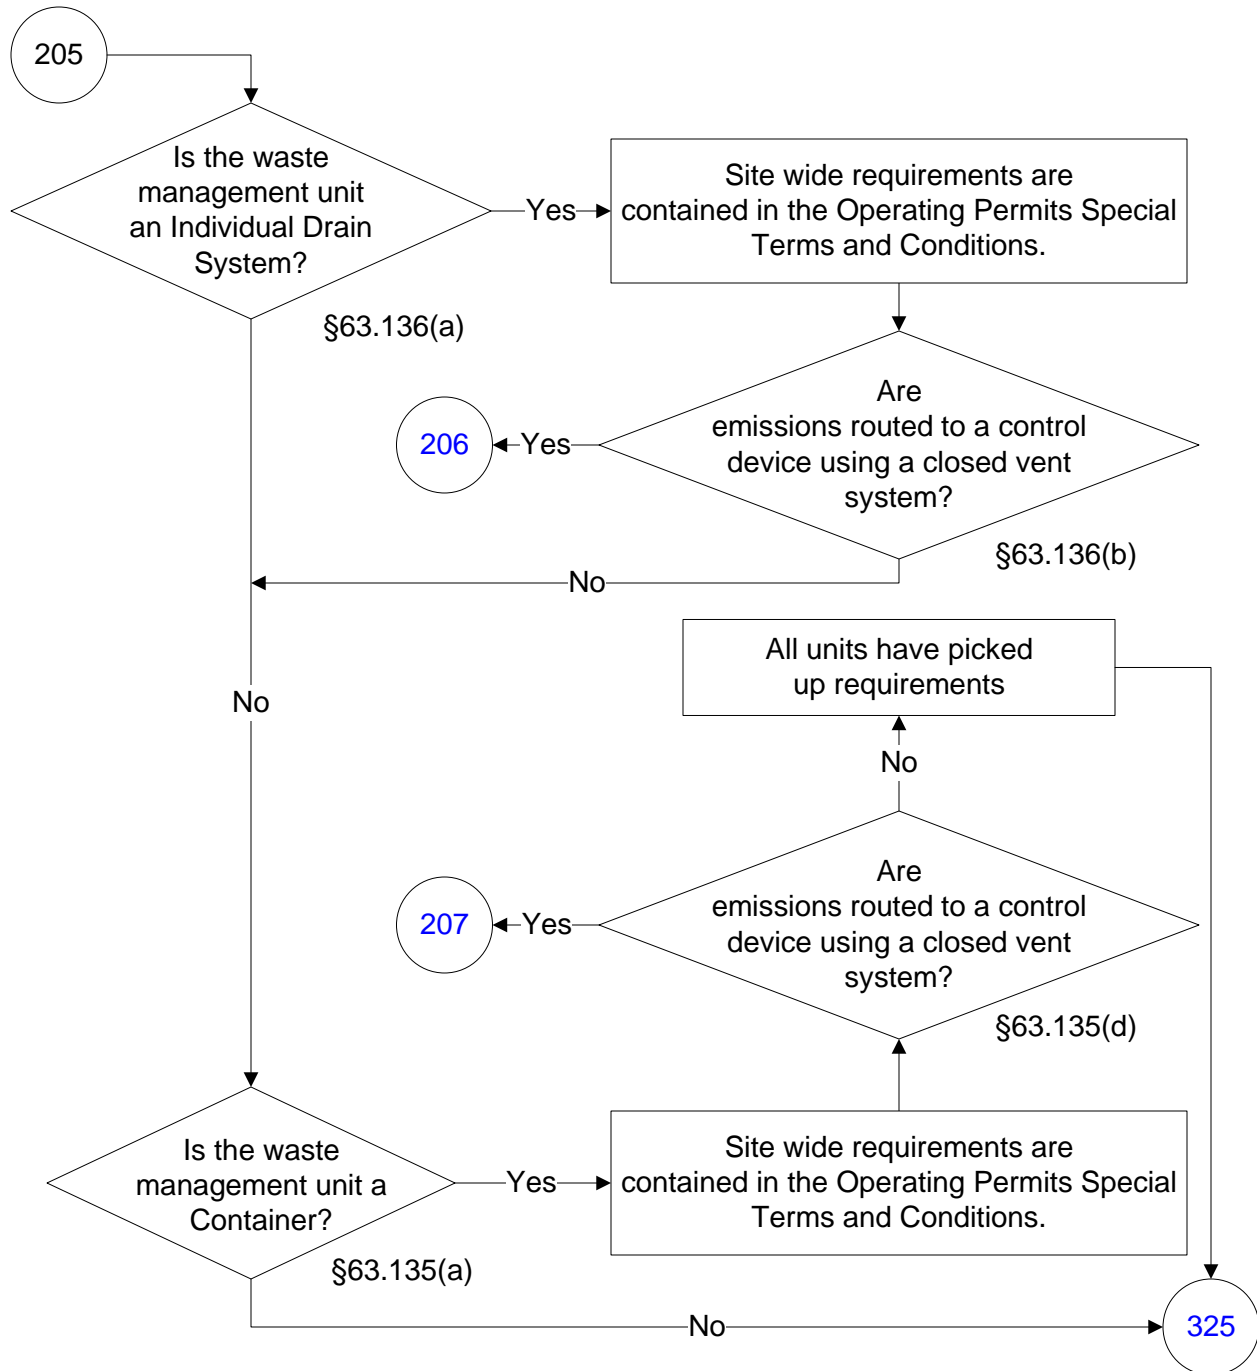 205
Is the waste
management unit
an Individual Drain
System?
Yes
Site wide requirements are
contained in the Operating Permits Special
Terms and Conditions.
§63.136(a)
Are
emissions routed to a control
device using a closed vent
system?
Yes
206
§63.136(b)
No
No
All units have picked
up requirements
No
Are
emissions routed to a control
device using a closed vent
system?
Yes
207
§63.135(d)
Is the waste
management unit a
Container?
Yes
Site wide requirements are
contained in the Operating Permits Special
Terms and Conditions.
§63.135(a)
No
325